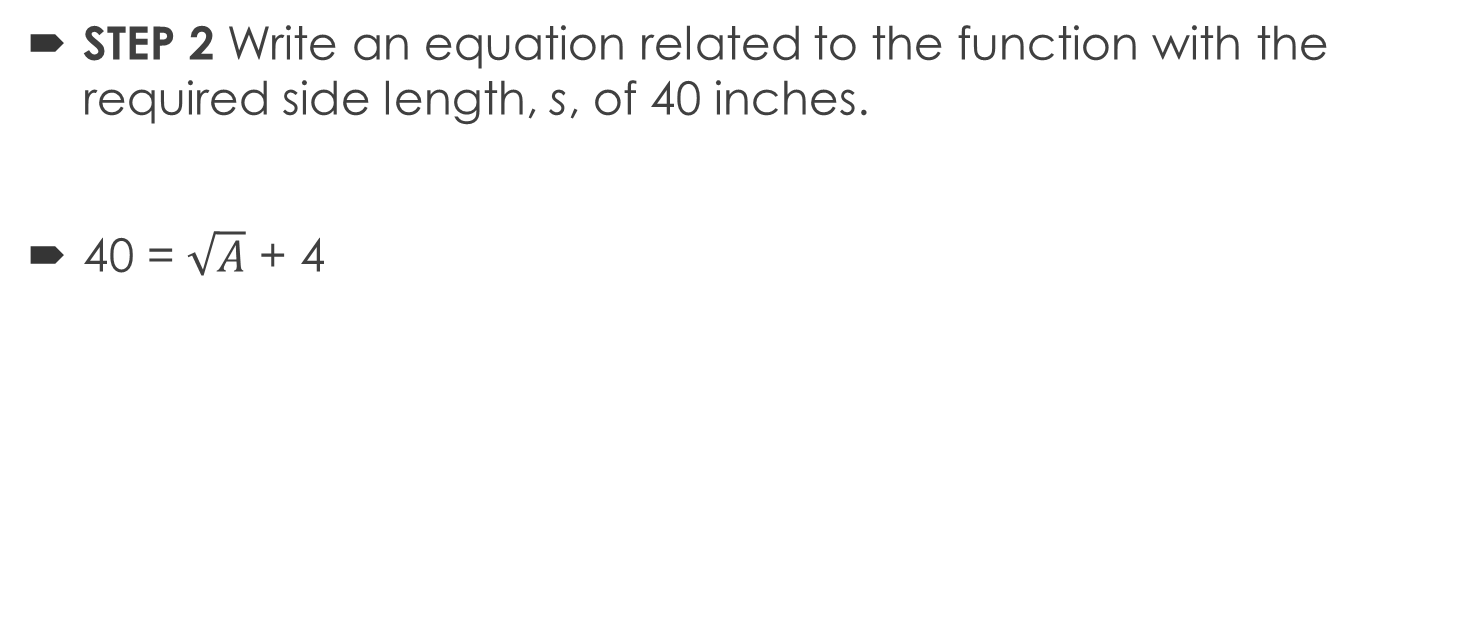 STEP 2 Write an equation related to the function with the
required side length, s, of 40 inches.
40 = √A + 4